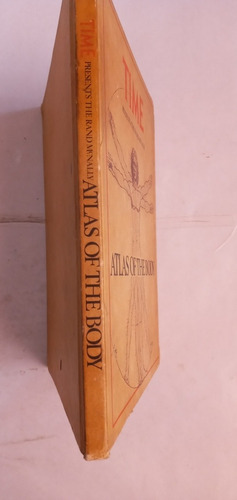 TIME PRESENTS THE RAND McNALLY ATLAS OF THE BODY
TIME
ATLAS OF THE BODY